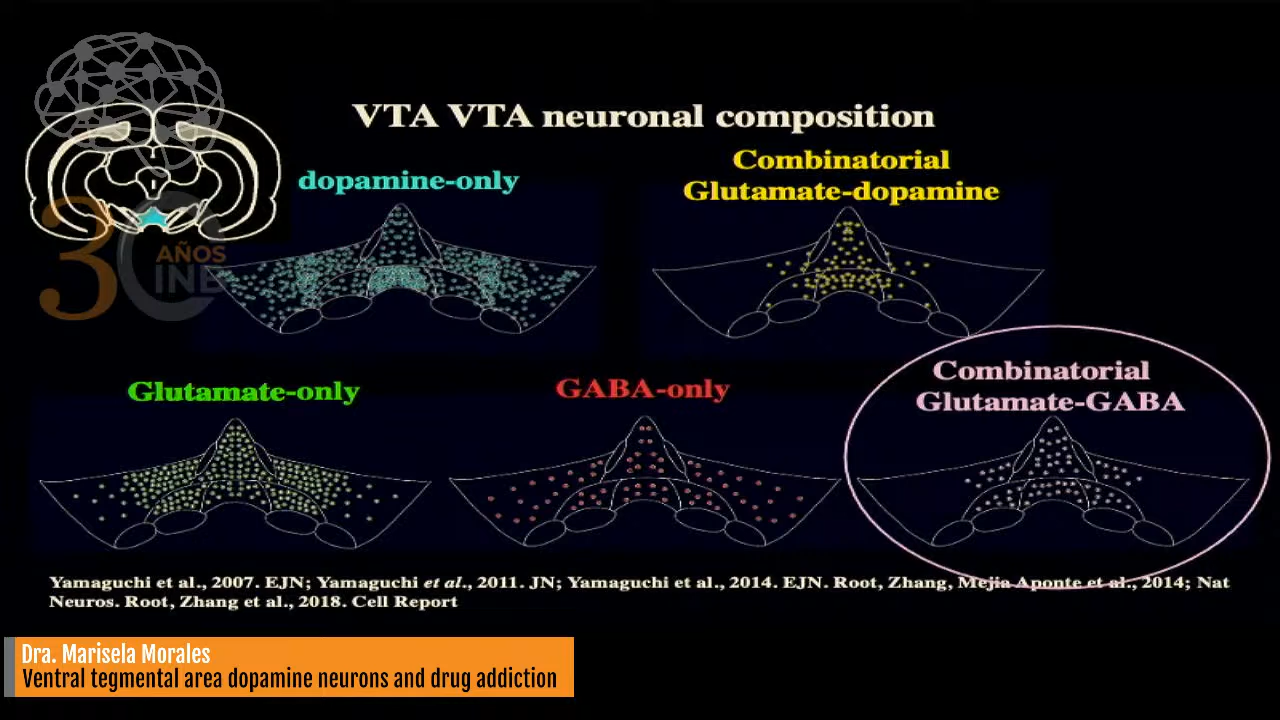 VTA VTA neuronal composition
dopamine-only
Combinatorial
Glutamate-dopamine
30 AÑOS
INB
Glutamate-only
GABA-only
Combinatorial
Glutamate-GABA
Yamaguchi et al., 2007. EJN; Yamaguchi et al., 2011. JN; Yamaguchi et al., 2014. EJN. Root, Zhang, Mejia Aponte et al., 2014; Nat
Neuros. Root, Zhang et al., 2018. Cell Report
Dra. Marisela Morales
Ventral tegmental area dopamine neurons and drug addiction